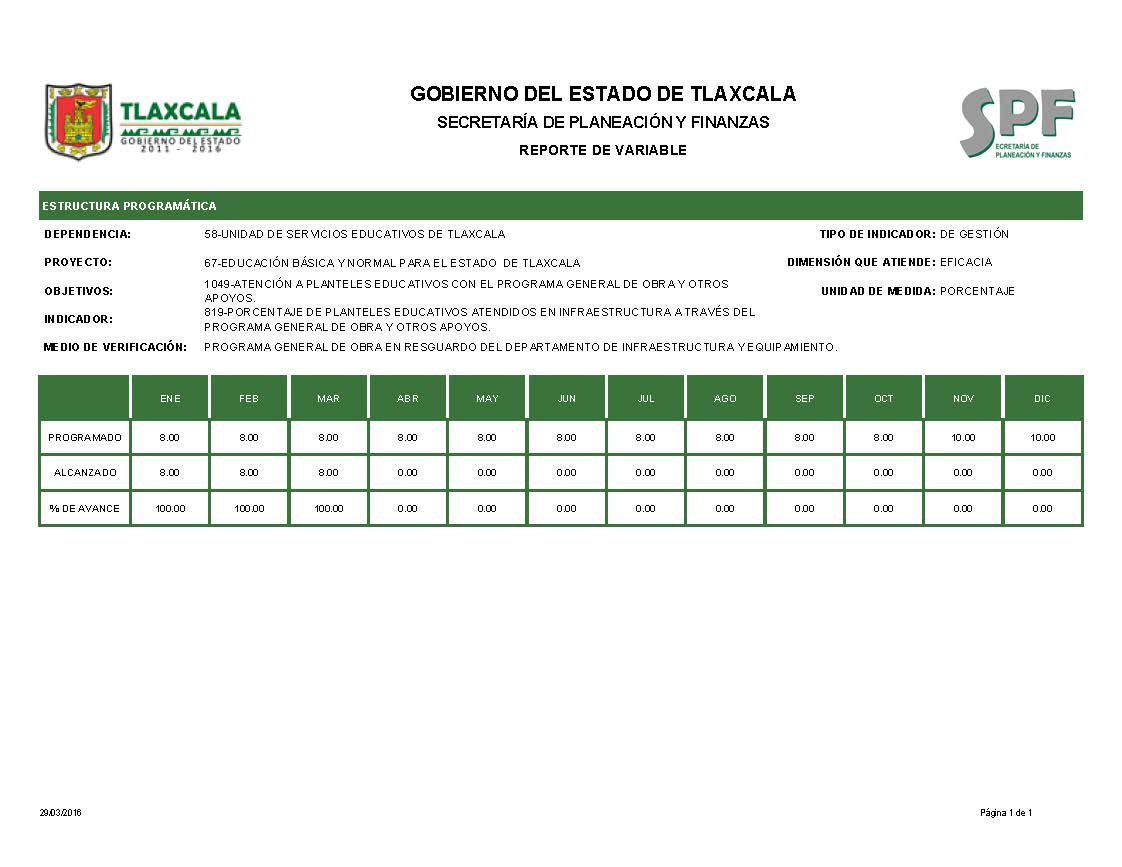 TLAXCALA
GOBIERNO DEL ESTADO
2011 - 2016
GOBIERNO DEL ESTADO DE TLAXCALA
SECRETARÍA DE PLANEACIÓN Y FINANZAS
REPORTE DE VARIABLE
SPF
ECRETARÍA DE
PLANEACIÓN Y FINANZAS
ESTRUCTURA PROGRAMÁTICA
DEPENDENCIA: 58-UNIDAD DE SERVICIOS EDUCATIVOS DE TLAXCALA TIPO DE INDICADOR: DE GESTIÓN
PROYECTO: 67-EDUCACIÓN BÁSICA Y NORMAL PARA EL ESTADO DE TLAXCALA DIMENSIÓN QUE ATIENDE: EFICACIA
OBJETIVOS: 1049-ATENCIÓN A PLANTELES EDUCATIVOS CON EL PROGRAMA GENERAL DE OBRA Y OTROS
APOYOS. UNIDAD DE MEDIDA: PORCENTAJE
INDICADOR: 819-PORCENTAJE DE PLANTELES EDUCATIVOS ATENDIDOS EN INFRAESTRUCTURA A TRAVÉS DEL
PROGRAMA GENERAL DE OBRA Y OTROS APOYOS.
MEDIO DE VERIFICACIÓN: PROGRAMA GENERAL DE OBRA EN RESGUARDO DEL DEPARTAMENTO DE INFRAESTRUCTURA Y EQUIPAMIENTO.
ENE FEB MAR ABR MAY JUN JUL AGO SEP OCT NOV DIC
PROGRAMADO 8.00 8.00 8.00 8.00 8.00 8.00 8.00 8.00 8.00 8.00 10.00 10.00
ALCANZADO 8.00 8.00 8.00 0.00 0.00 0.00 0.00 0.00 0.00 0.00 0.00 0.00
% DE AVANCE 100.00 100.00 100.00 0.00 0.00 0.00 0.00 0.00 0.00 0.00 0.00 0.00
29/03/2016 Página 1 de 1